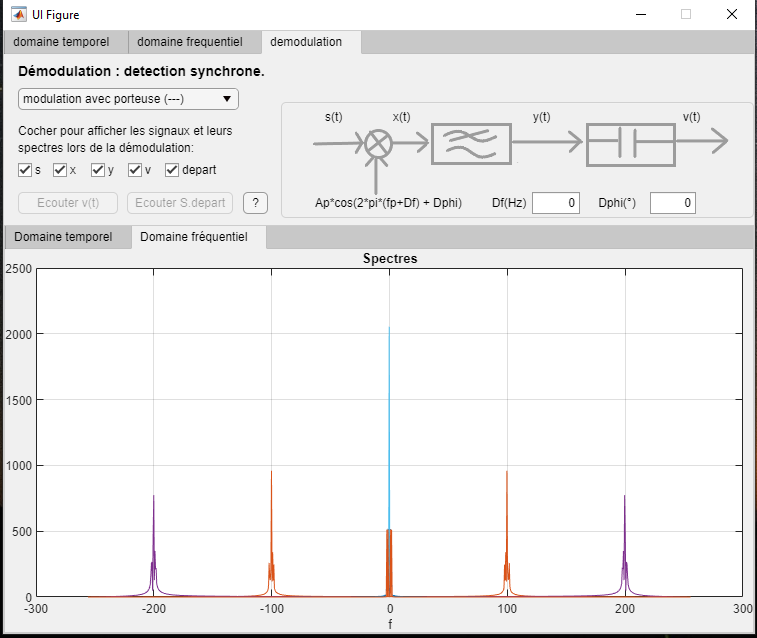 UI Figure
domaine temporel domaine frequentiel demodulation
Démodulation : detection synchrone.
modulation avec porteuse (---)
Cocher pour afficher les signaux et leurs
spectres lors de la démodulation:
s x y v depart
Ecouter v(t) Ecouter S.depart ?
s(t) x(t) y(t) v(t)
Ap*cos(2*pi*(fp+Df) + Dphi) Df(Hz) 0 Dphi(°) 0
Domaine temporel Domaine fréquentiel
Spectres
2500
2000
1500
1000
500
0
-300 -200 -100 0 100 200 300
f